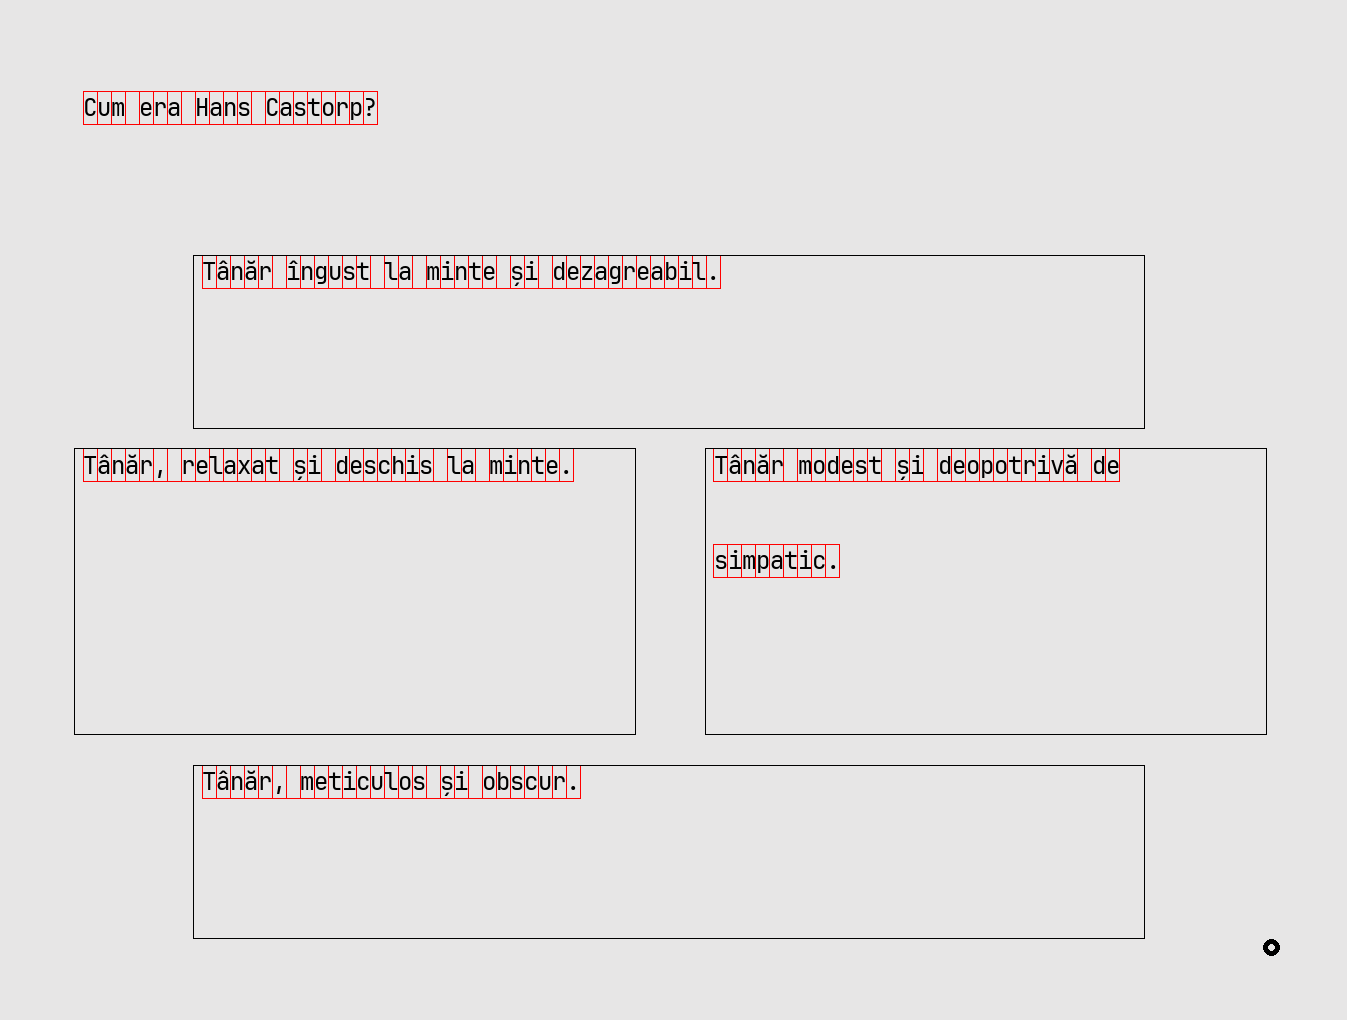 Cum era Hans Castorp?
Tânăr îngust la minte și dezagreabil.
Tânăr, relaxat și deschis la minte.
Tânăr modest și deopotrivă de
simpatic.
Tânăr, meticulos și obscur.